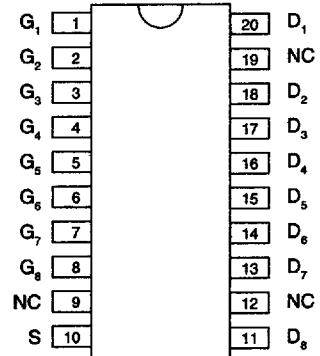 G₁ 1 20 D₁
G₂ 2 19 NC
G₃ 3 18 D₂
G₄ 4 17 D₃
G₅ 5 16 D₄
G₆ 6 15 D₅
G₇ 7 14 D₆
G₈ 8 13 D₇
NC 9 12 NC
S 10 11 D₈